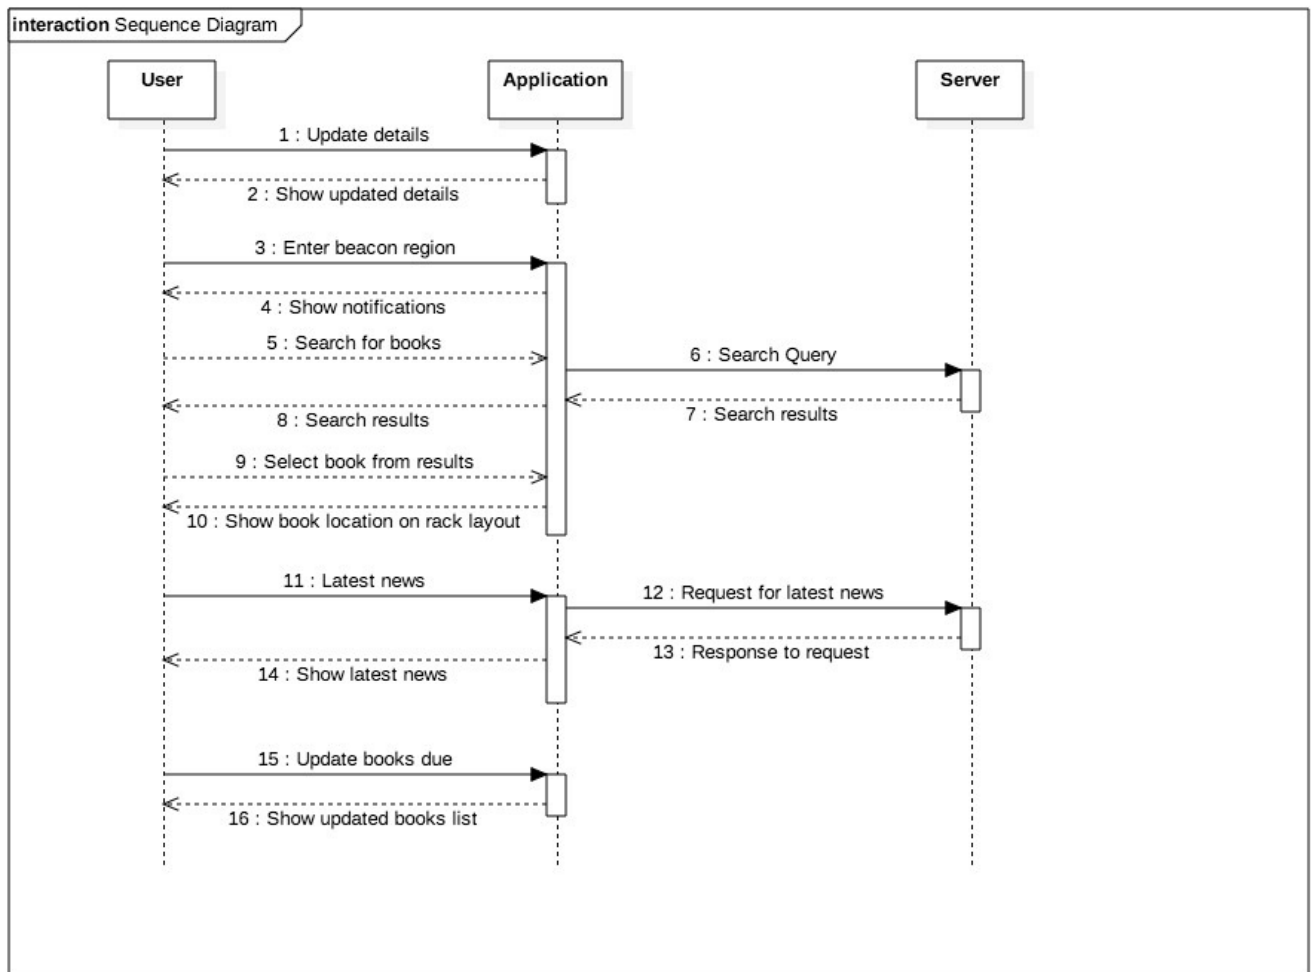 interaction Sequence Diagram
User
Application
Server
1 : Update details
2 : Show updated details
3 : Enter beacon region
4 : Show notifications
5 : Search for books
6 : Search Query
7 : Search results
8 : Search results
9 : Select book from results
10 : Show book location on rack layout
11 : Latest news
12 : Request for latest news
13 : Response to request
14 : Show latest news
15 : Update books due
16 : Show updated books list